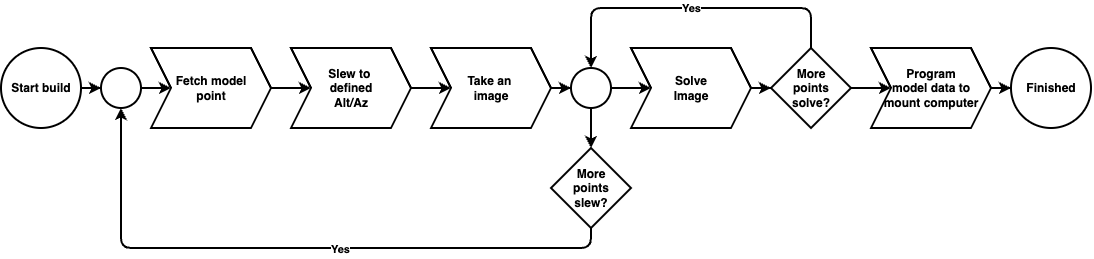 Yes
Start build
Fetch model
point
Slew to
defined
Alt/Az
Take an
image
Solve
Image
More
points
solve?
Program
model data to
mount computer
Finished
More
points
slew?
Yes